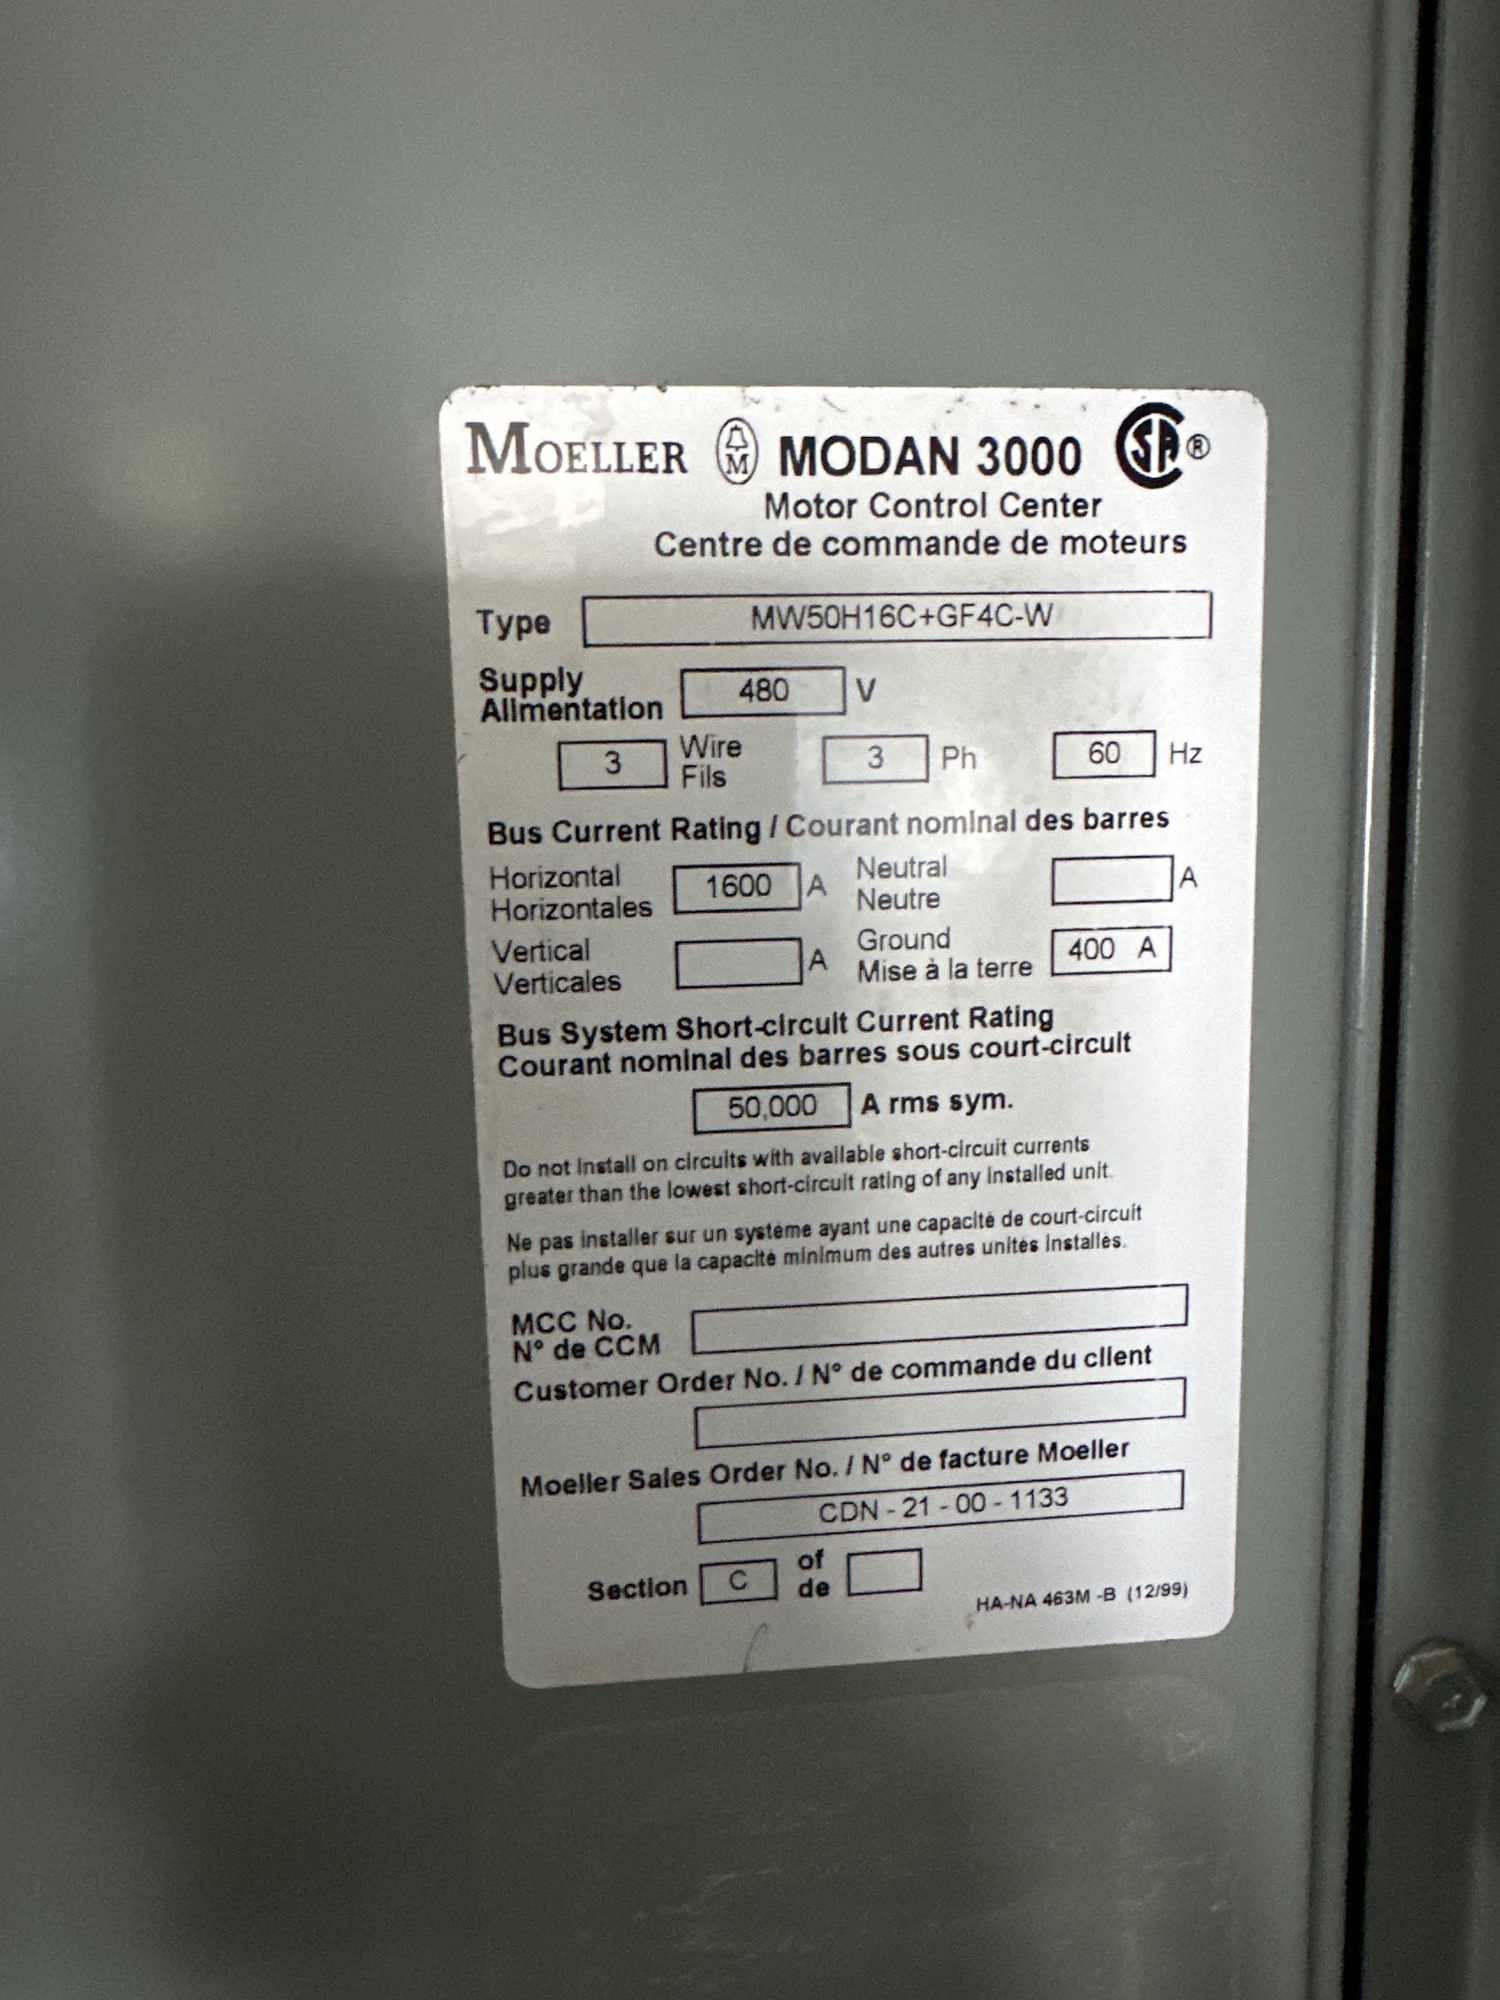 MOELLER M MODAN 3000 CSA ®
Motor Control Center
Centre de commande de moteurs
Type MW50H16C+GF4C-W
Supply
Alimentation 480 V
3 Wire 3 Ph 60 Hz
Fils
Bus Current Rating / Courant nominal des barres
Horizontal 1600 A Neutral A
Horizontales Neutre
Vertical A Ground 400 A
Verticales Mise à la terre
Bus System Short-circuit Current Rating
Courant nominal des barres sous court-circuit
50,000 A rms sym.
Do not install on circuits with available short-circuit currents
greater than the lowest short-circuit rating of any installed unit.
Ne pas installer sur un système ayant une capacité de court-circuit
plus grande que la capacité minimum des autres unités installés.
MCC No.
N° de CCM
Customer Order No. / N° de commande du client
Moeller Sales Order No. / N° de facture Moeller
CDN - 21 - 00 - 1133
Section C of
de
HA-NA 463M -B (12/99)